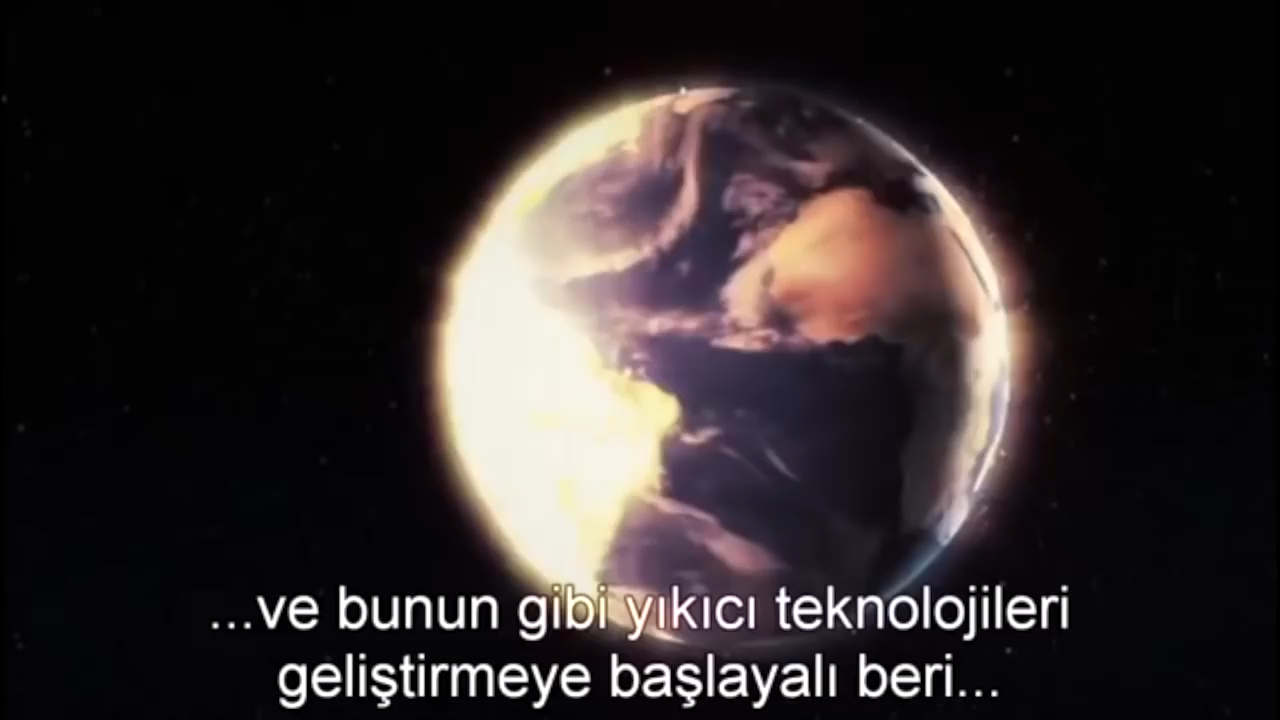 ...ve bunun gibi yıkıcı teknolojileri
geliştirmeye başlayalı beri...